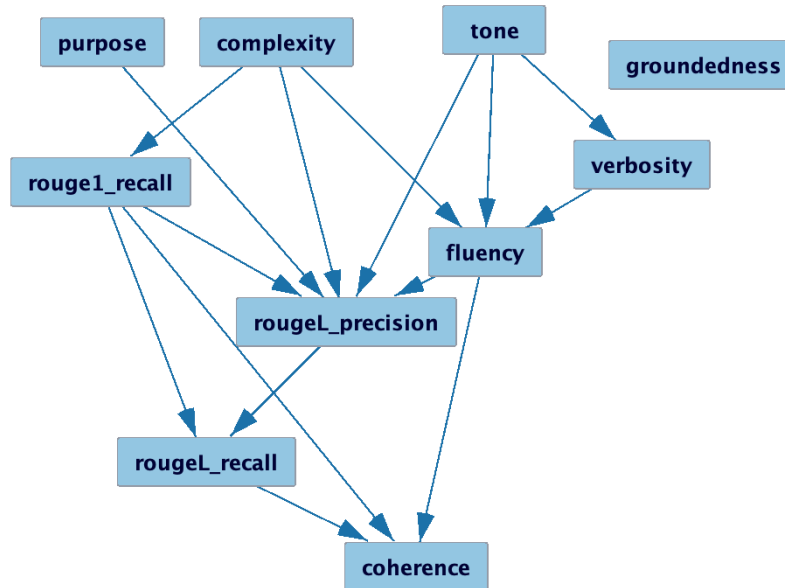 purpose
complexity
tone
groundedness
rouge1_recall
verbosity
fluency
rougeL_precision
rougeL_recall
coherence